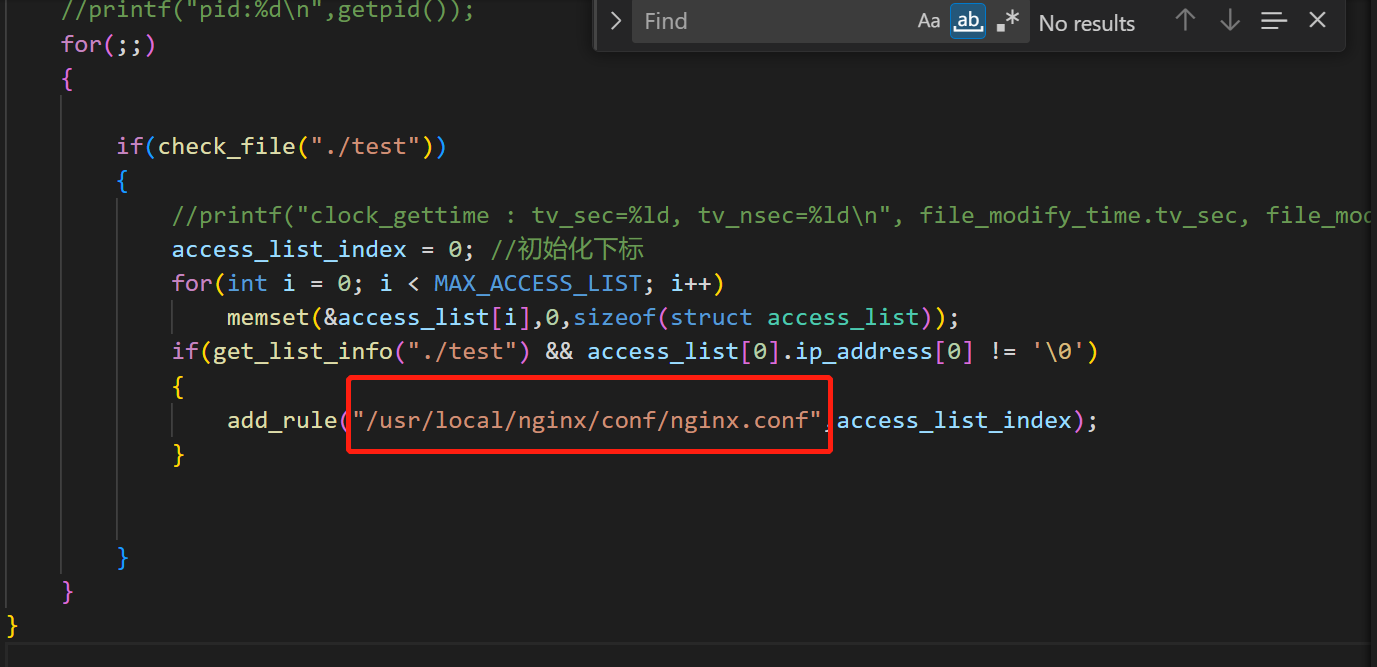 //printf("pid:%d\n",getpid());
Find Aa ab .* No results
for(;;)
{
if(check_file("./test"))
{
//printf("clock_gettime : tv_sec=%ld, tv_nsec=%ld\n", file_modify_time.tv_sec, file_mod
access_list_index = 0; //初始化下标
for(int i = 0; i < MAX_ACCESS_LIST; i++)
memset(&access_list[i],0,sizeof(struct access_list));
if(get_list_info("./test") && access_list[0].ip_address[0] != '\0')
{
add_rule("/usr/local/nginx/conf/nginx.conf",access_list_index);
}
}
}
}